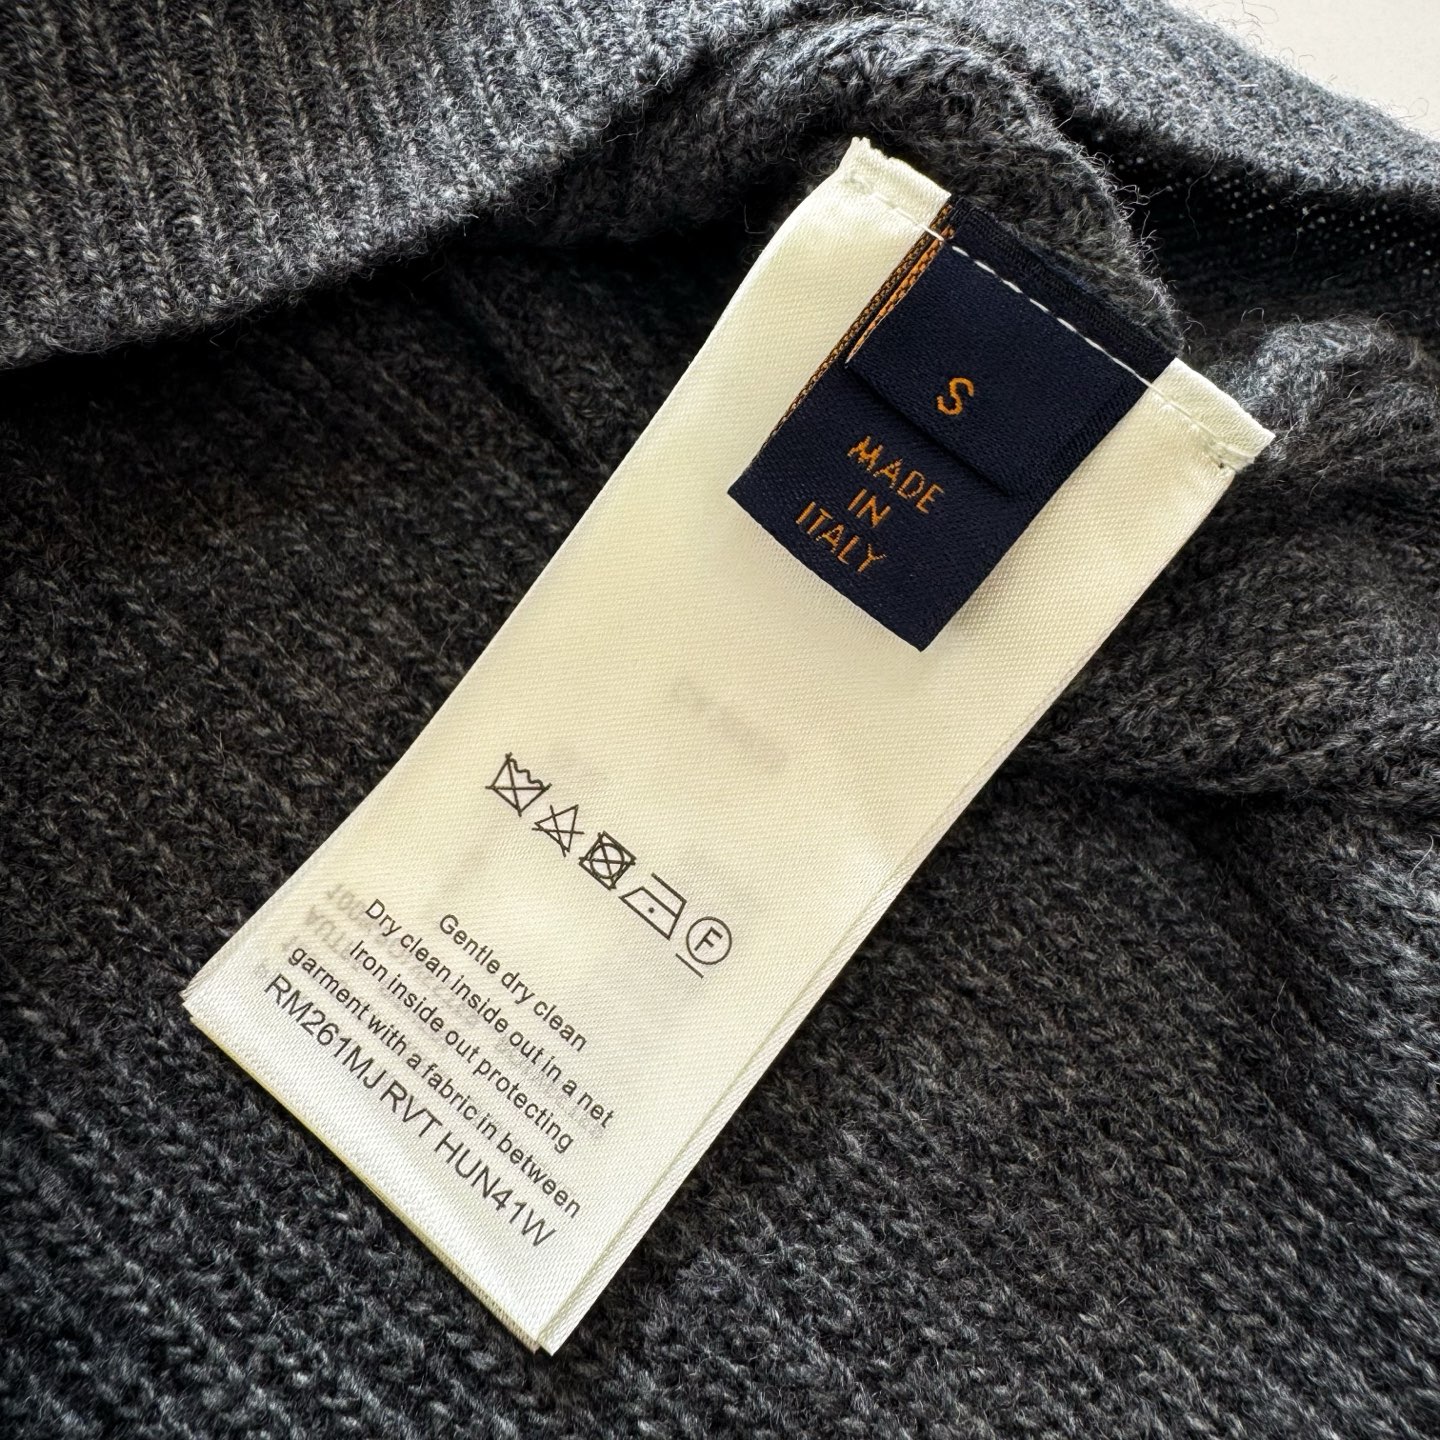 S
MADE
IN
ITALY
F
Gentle dry clean
Dry clean inside out in a net
Iron inside out protecting
garment with a fabric in between
RM261MJ RVT HUN41W